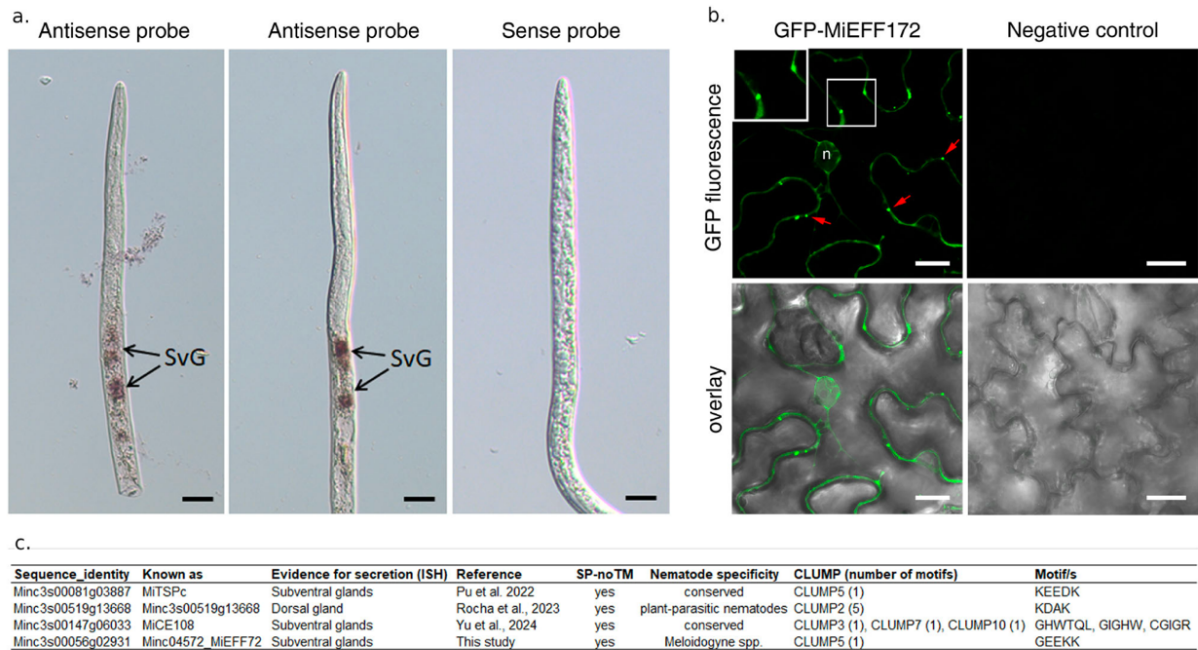 a.
Antisense probe
Antisense probe
Sense probe
SvG
SvG
b.
GFP-MiEFF172
Negative control
GFP fluorescence
n
overlay
c.
Sequence_identity Known as Evidence for secretion (ISH) Reference SP-noTM Nematode specificity CLUMP (number of motifs) Motif/s
Minc3s00081g03887 MiTSPc Subventral glands Pu et al. 2022 yes conserved CLUMP5 (1) KEEDK
Minc3s00519g13668 Minc3s00519g13668 Dorsal gland Rocha et al., 2023 yes plant-parasitic nematodes CLUMP2 (5) KDAK
Minc3s00147g06033 MiCE108 Subventral glands Yu et al., 2024 yes conserved CLUMP3 (1), CLUMP7 (1), CLUMP10 (1) GHWTQL, GIGHW, CGIGR
Minc3s00056g02931 Minc04572_MiEFF72 Subventral glands This study yes Meloidogyne spp. CLUMP5 (1) GEEKK